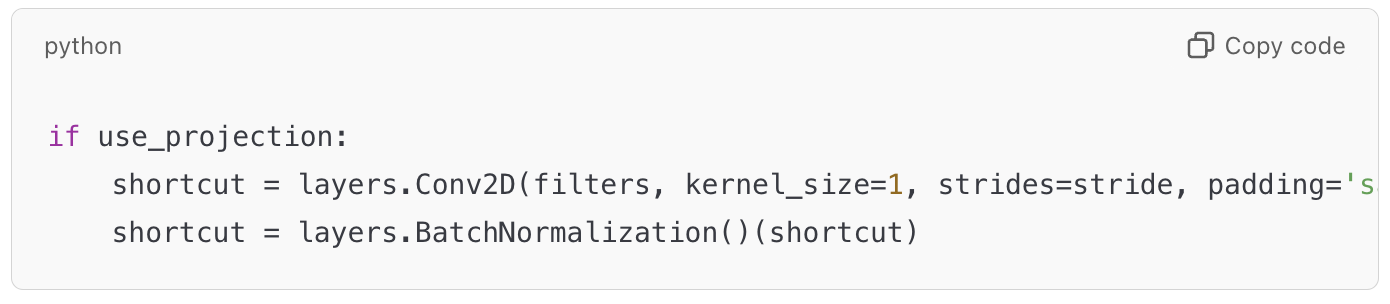 python
Copy code
if use_projection:
    shortcut = layers.Conv2D(filters, kernel_size=1, strides=stride, padding='s
    shortcut = layers.BatchNormalization()(shortcut)